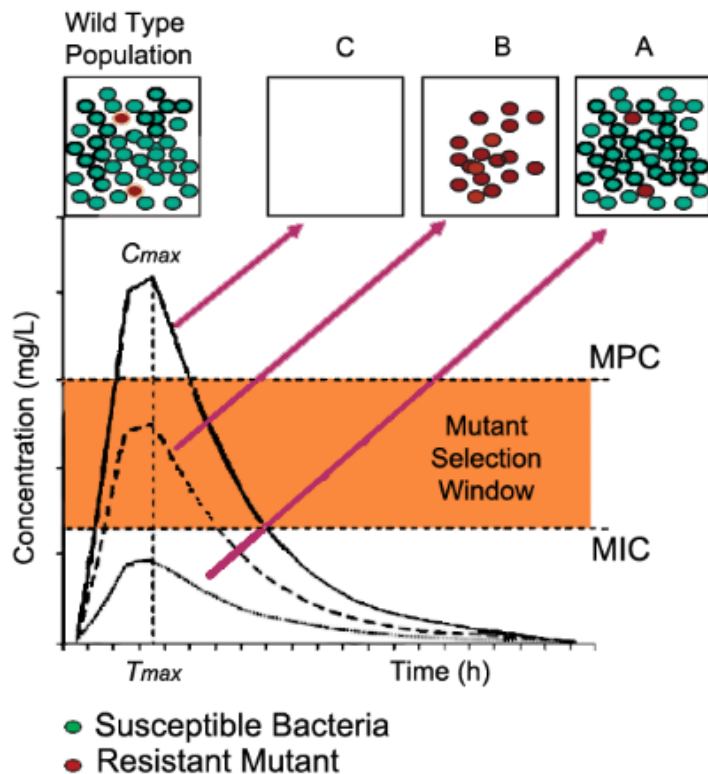 Wild Type
Population
C
B
A
Cmax
Concentration (mg/L)
MPC
Mutant
Selection
Window
MIC
Tmax
Time (h)
Susceptible Bacteria
Resistant Mutant